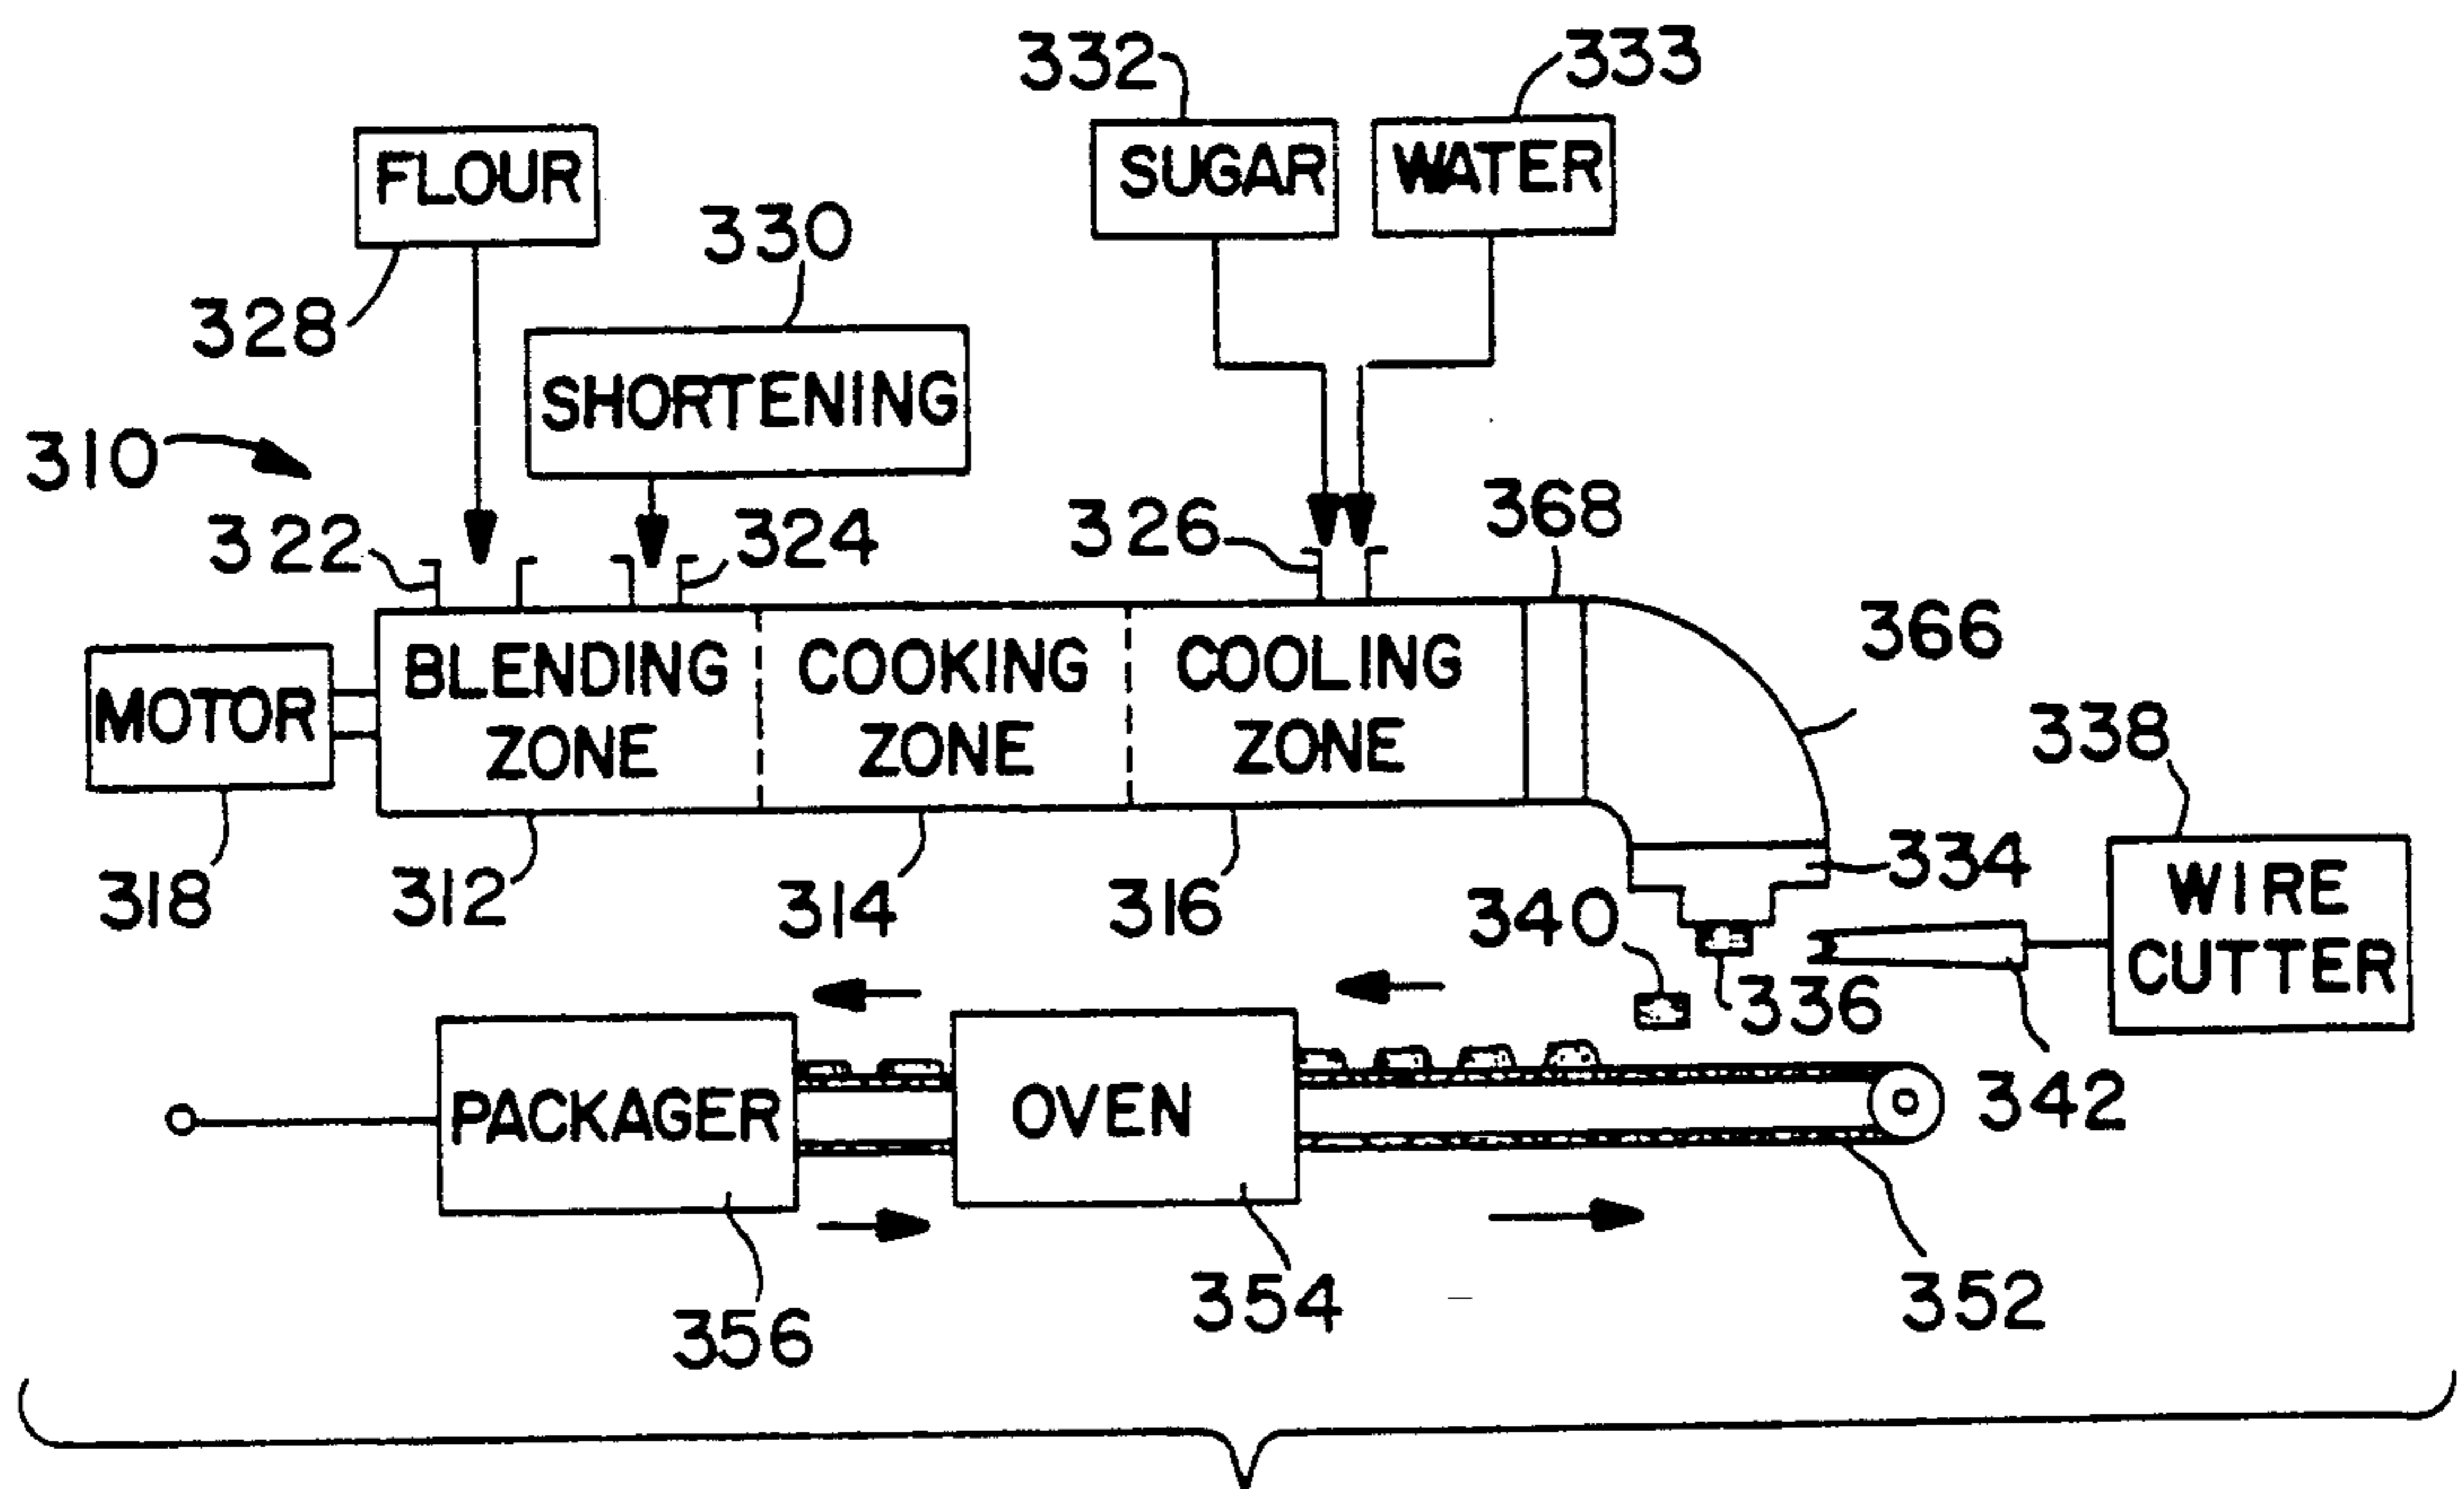 332
333
FLOUR
SUGAR
WATER
330
328
SHORTENING
310
322
324
326
368
366
MOTOR
BLENDING
ZONE
COOKING
ZONE
COOLING
ZONE
338
318
312
314
316
340
334
336
WIRE
CUTTER
342
PACKAGER
OVEN
356
354
352